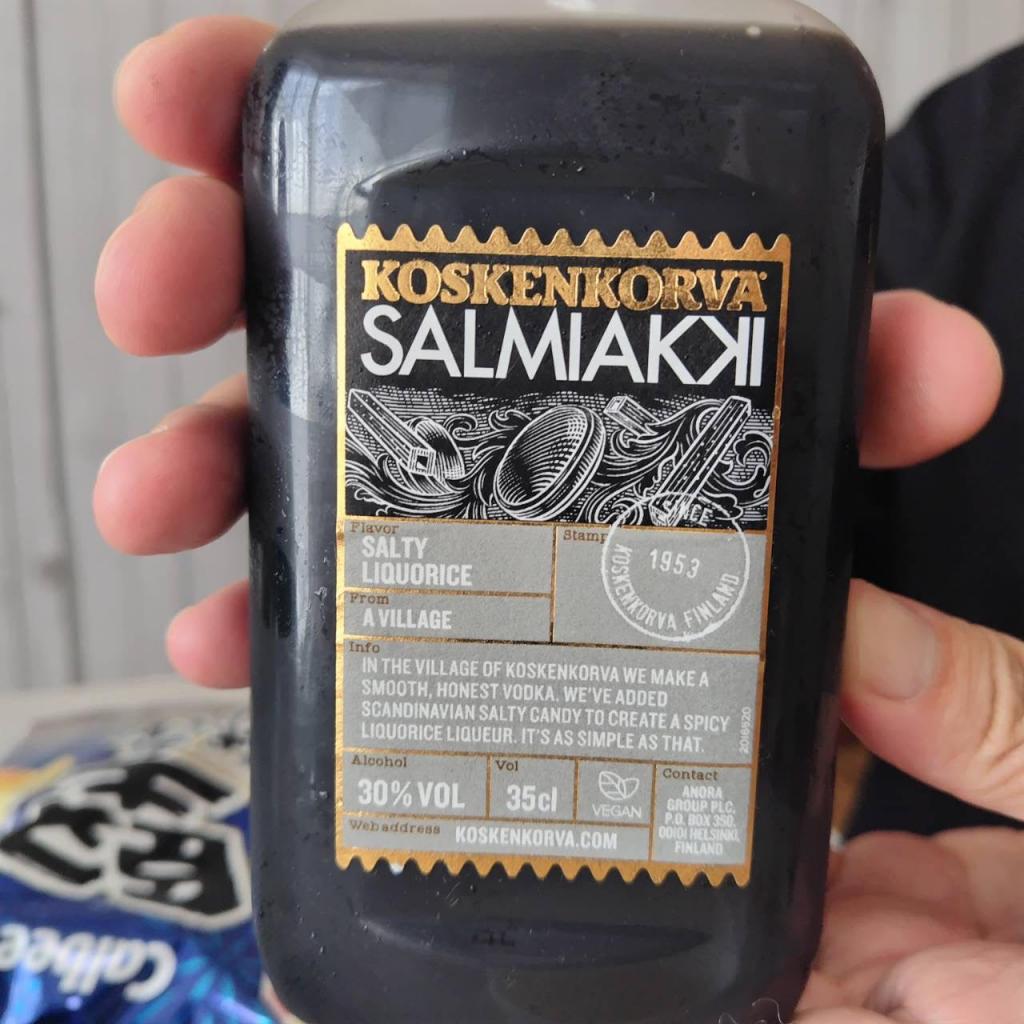 KOSKENKORVA
SALMIAKKI
Flavor
SALTY
LIQUORICE
Stamp
SINCE
1953
KOSKENKORVA FINLAND
From
A VILLAGE
Info
IN THE VILLAGE OF KOSKENKORVA WE MAKE A
SMOOTH, HONEST VODKA. WE'VE ADDED
SCANDINAVIAN SALTY CANDY TO CREATE A SPICY
LIQUORICE LIQUEUR. IT'S AS SIMPLE AS THAT.
2016520
Alcohol
30% VOL
Vol
35cl
VEGAN
Contact
ANORA
GROUP PLC,
P.O. BOX 350,
00101 HELSINKI,
FINLAND
Webaddress
KOSKENKORVA.COM
Calbee